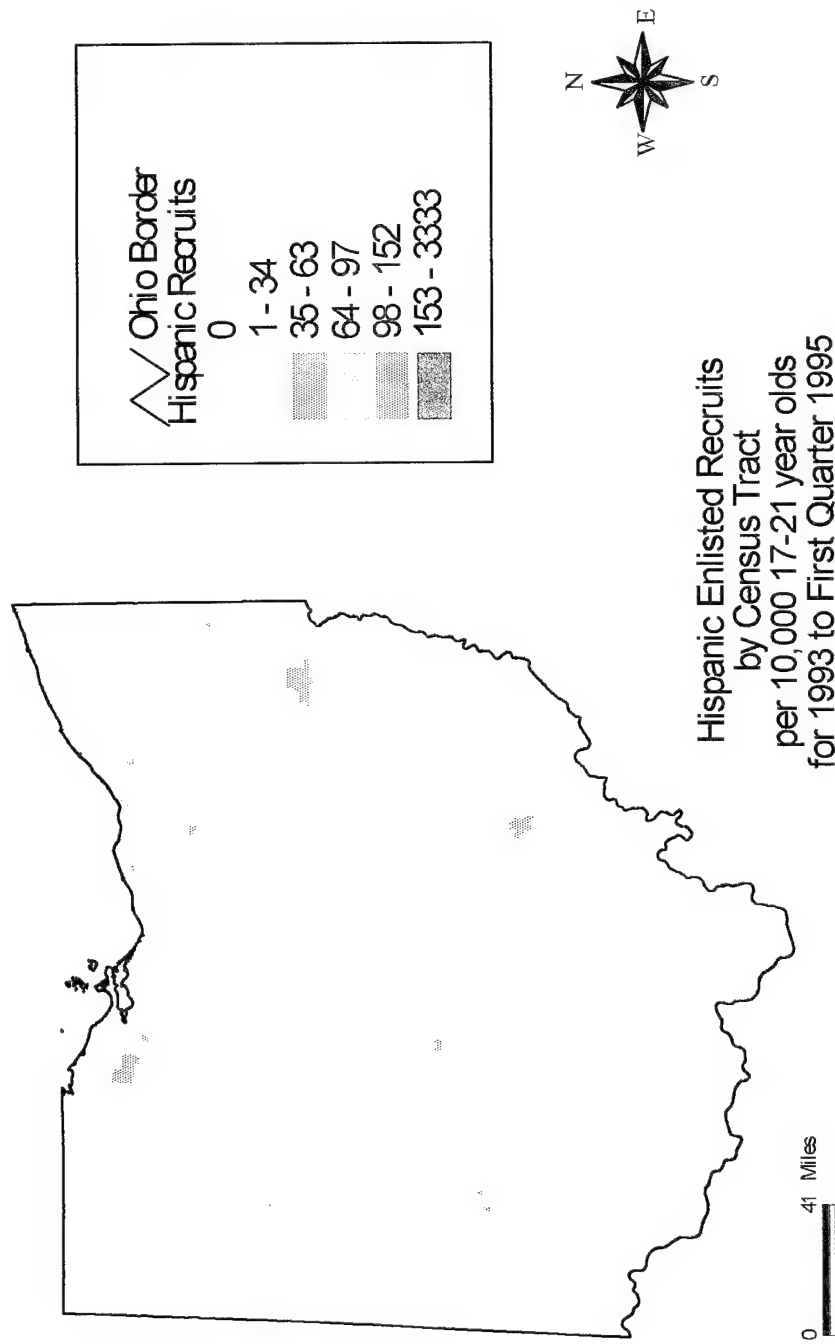 Ohio Border
Hispanic Recruits
0
1 - 34
35 - 63
64 - 97
98 - 152
153 - 3333
N
W
E
S
Hispanic Enlisted Recruits
by Census Tract
per 10,000 17-21 year olds
for 1993 to First Quarter 1995
0
41 Miles